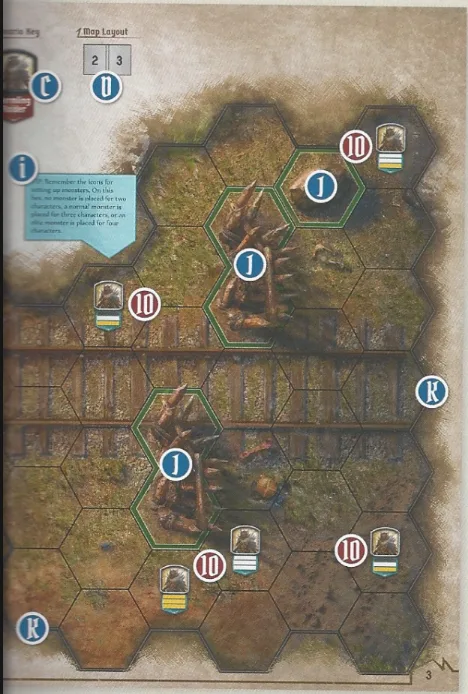 Key
Map Layout
2 3
C
D
i
Remember the icons for
setting up monsters. On this
hex, no monster is placed for two
characters, a normal monster is
placed for three characters, or an
elite monster is placed for four
characters.
10
J
J
10
K
J
10
10
K
3